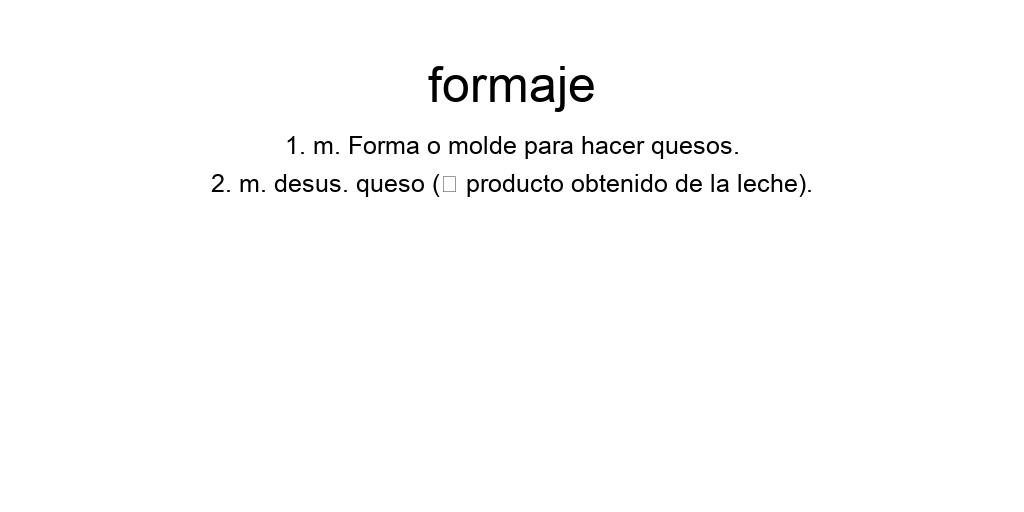 formaje
1. m. Forma o molde para hacer quesos.
2. m. desus. queso (▯ producto obtenido de la leche).